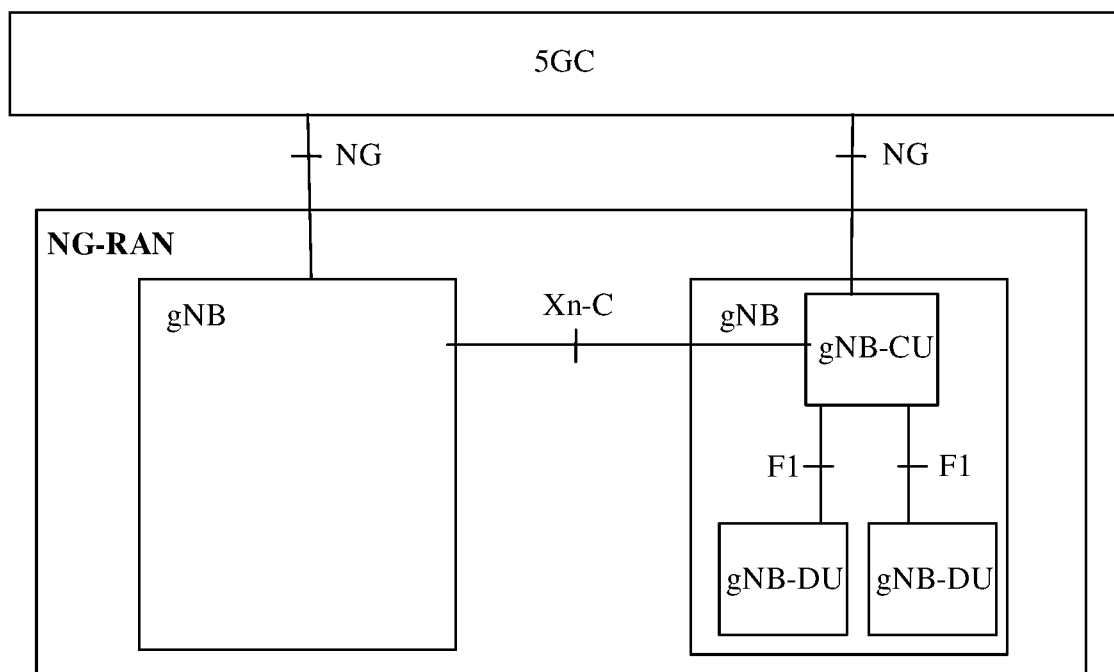 5GC
NG
NG
NG-RAN
gNB
Xn-C
gNB
gNB-CU
F1
F1
gNB-DU
gNB-DU